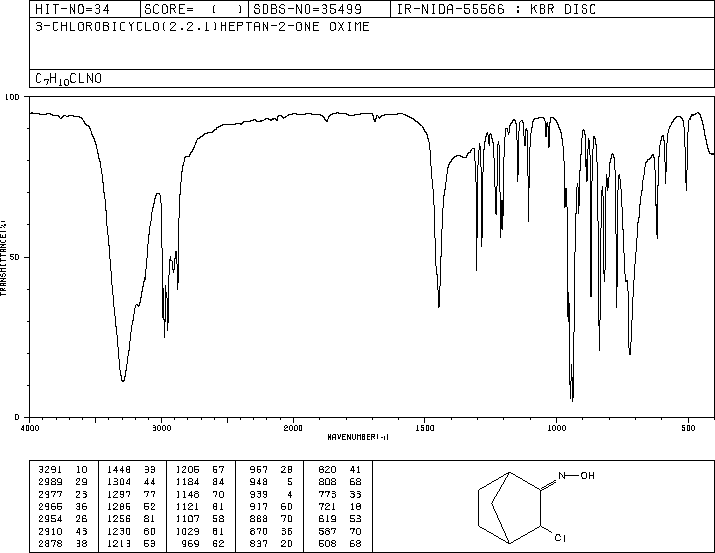 HIT-NO=34 SCORE= ( ) SDBS-NO=35499 IR-NIDA-55566 : KBR DISC
3-CHLOROBICYCLO(2.2.1)HEPTAN-2-ONE OXIME
C7H10CLNO
100
50
0
TRANSMITTANCE(%)
4000 3000 2000 1500 1000 500
WAVENUMBER(-1)
3291 10 1448 33 1206 67 967 28 820 41
2989 29 1304 44 1184 84 948 5 808 68
2977 23 1297 77 1148 70 939 4 773 33
2966 36 1286 52 1121 81 917 60 721 18
2954 26 1256 81 1107 58 888 70 619 53
2910 43 1230 60 1029 81 870 36 587 70
2878 38 1213 53 969 62 837 20 508 68
N—OH
Cl